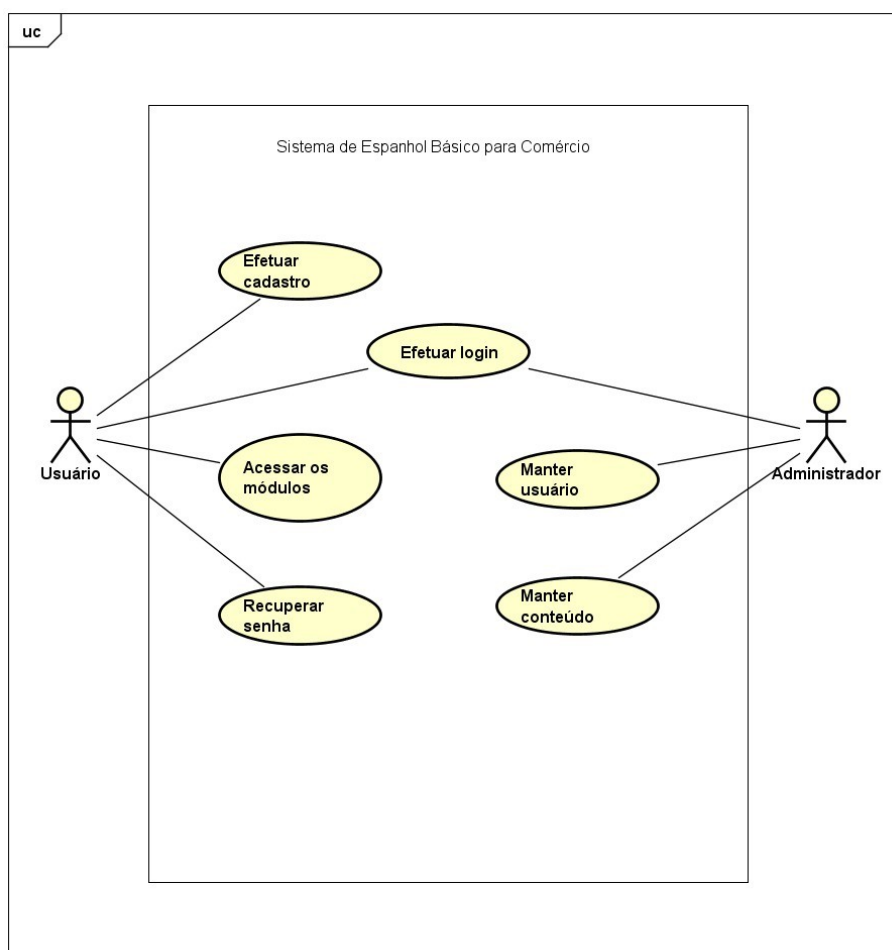 uc
Sistema de Espanhol Básico para Comércio
Efetuar
cadastro
Efetuar login
Usuário
Acessar os
módulos
Manter
usuário
Administrador
Recuperar
senha
Manter
conteúdo